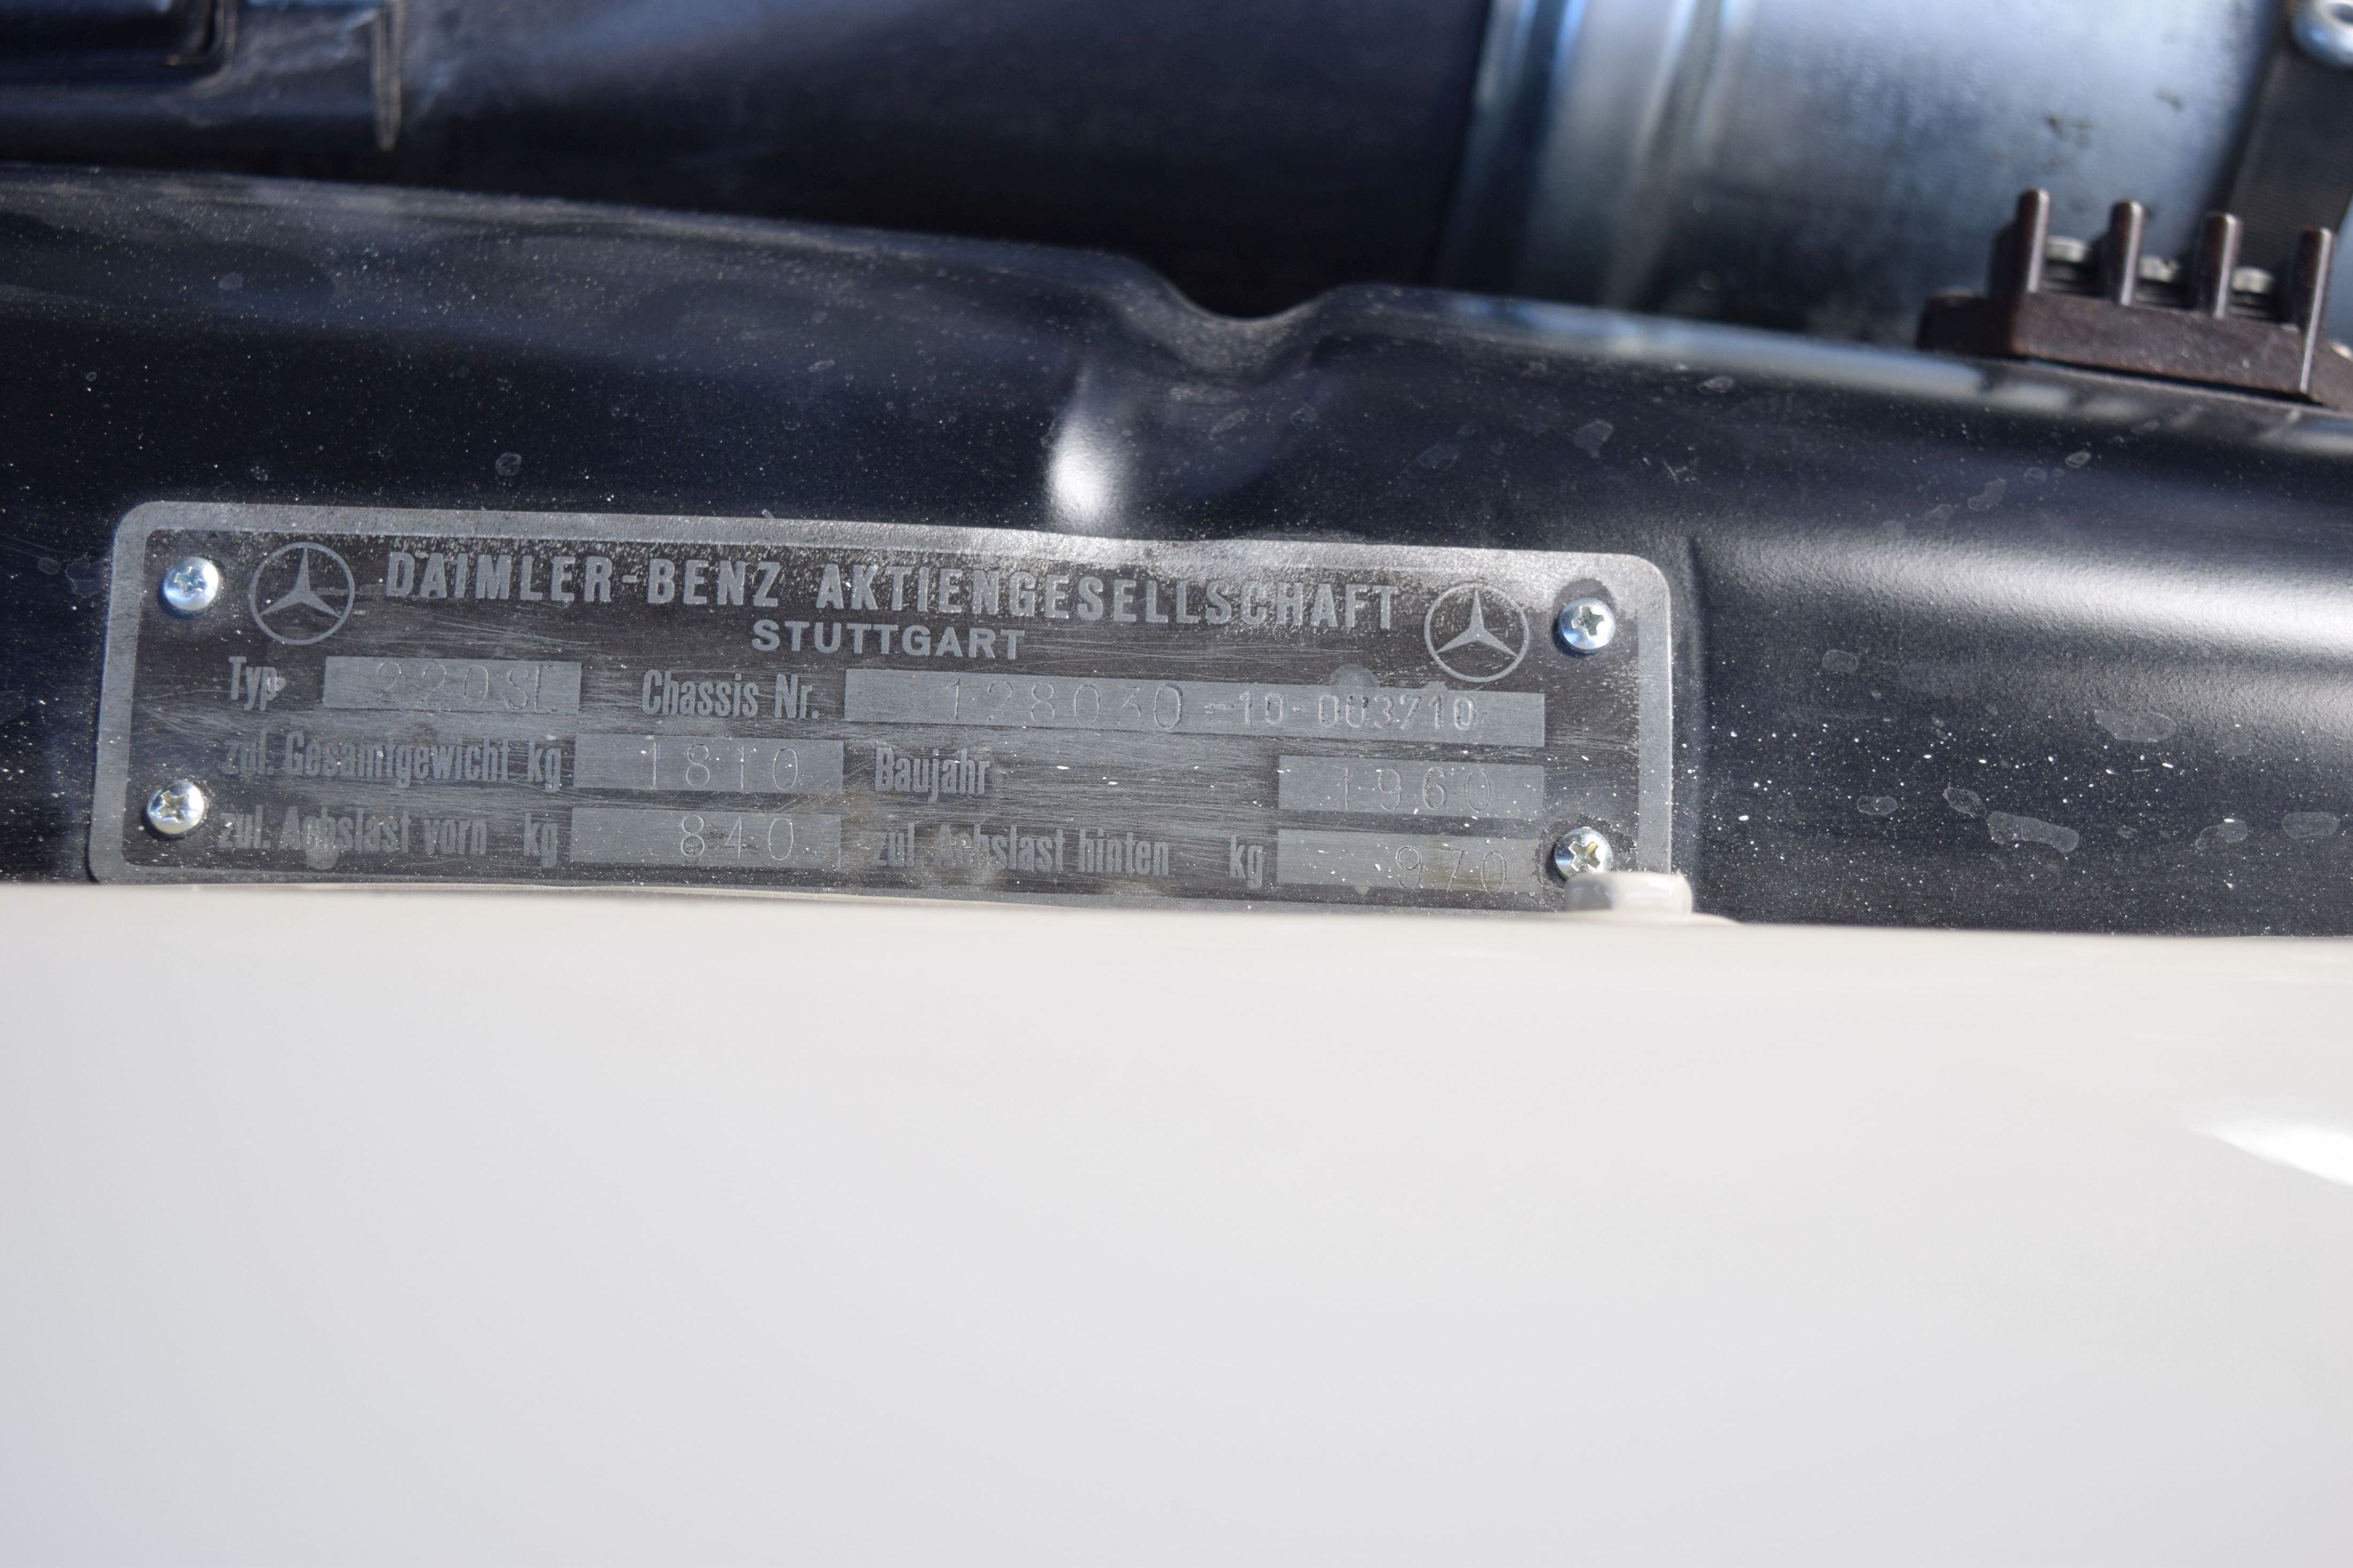 DAIMLER-BENZ AKTIENGESELLSCHAFT
STUTTGART
Typ 220SE Chassis Nr. 128030-10-003710
zul. Gesamtgewicht kg 1810 Baujahr 1960
zul. Achslast vorn kg 840 zul. Achslast hinten kg 970